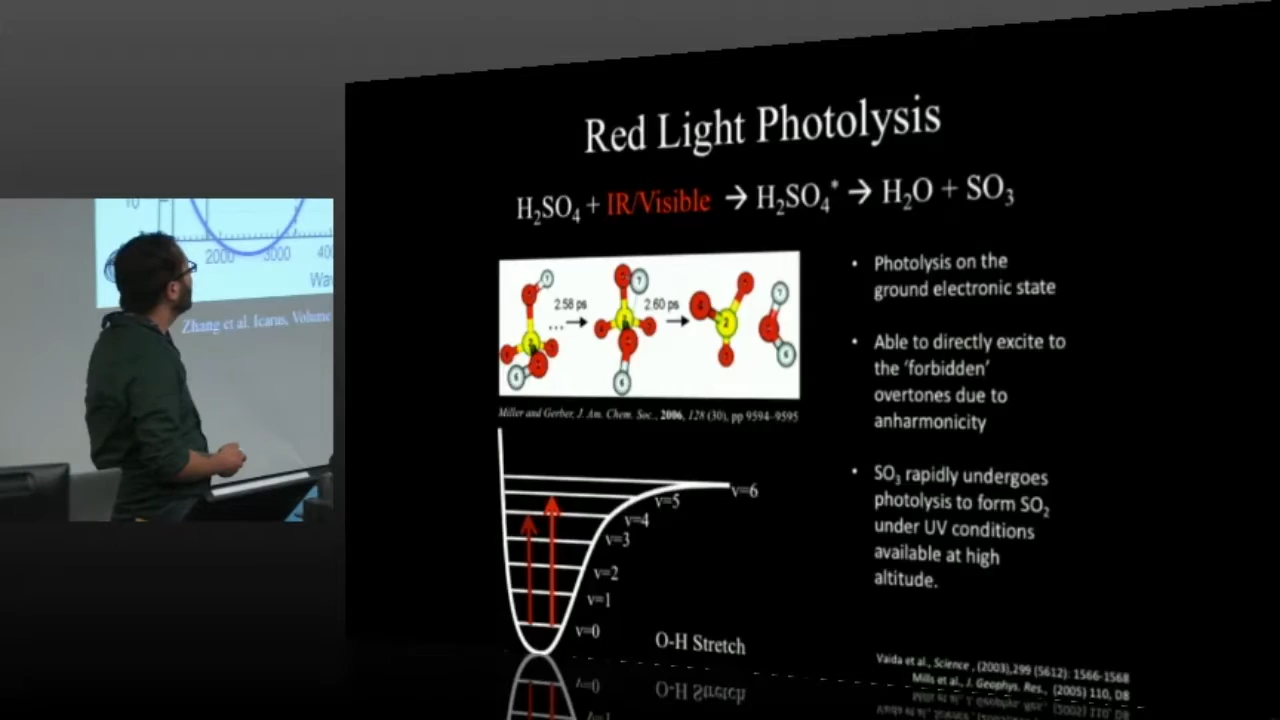 Red Light Photolysis
H₂SO₄ + IR/Visible → H₂SO₄* → H₂O + SO₃
10
2000 3000 400
Wav
Zhang et al. Icarus, Volume
2.58 ps
... →
2.60 ps
→
Miller and Gerber, J. Am. Chem. Soc., 2006, 128 (30), pp 9594–9595
v=6
v=5
v=4
v=3
v=2
v=1
v=0
O-H Stretch
• Photolysis on the
ground electronic state
• Able to directly excite to
the 'forbidden'
overtones due to
anharmonicity
• SO₃ rapidly undergoes
photolysis to form SO₂
under UV conditions
available at high
altitude.
Vaida et al., Science, (2003),299 (5612): 1566-1568
Mills et al., J. Geophys. Res., (2005) 110, D8